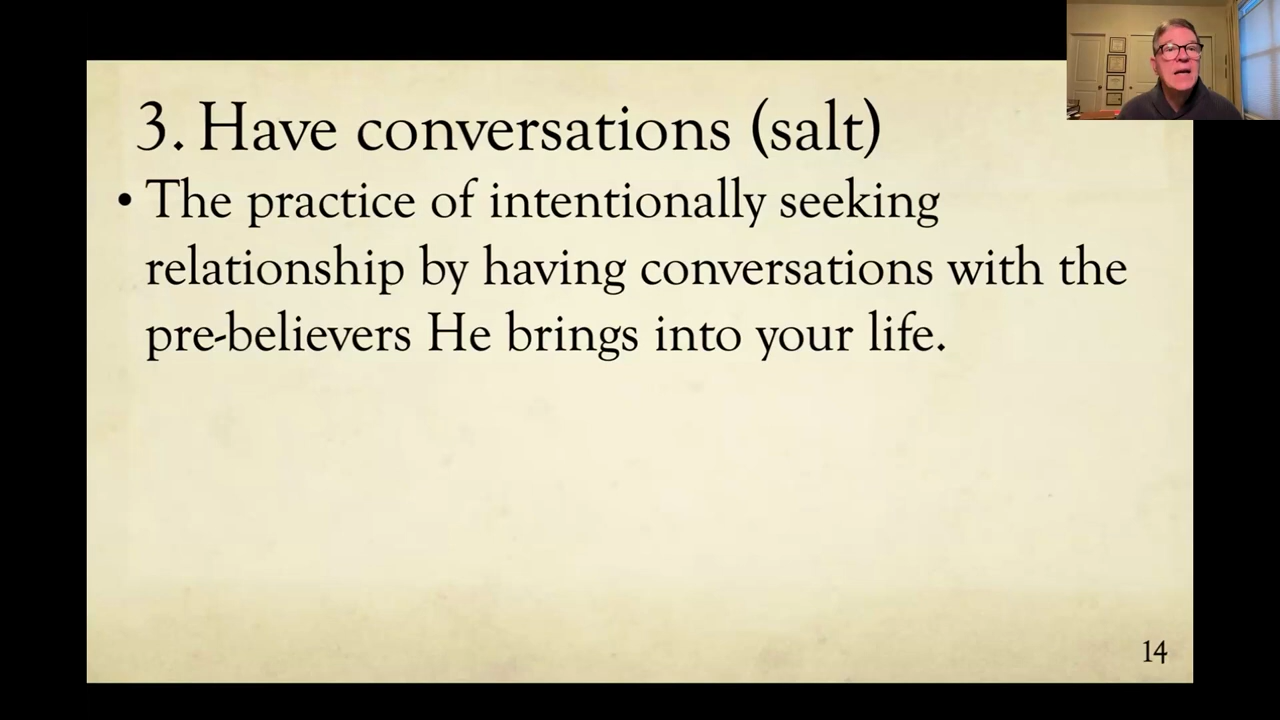 3. Have conversations (salt)
• The practice of intentionally seeking
relationship by having conversations with the
pre-believers He brings into your life.
14